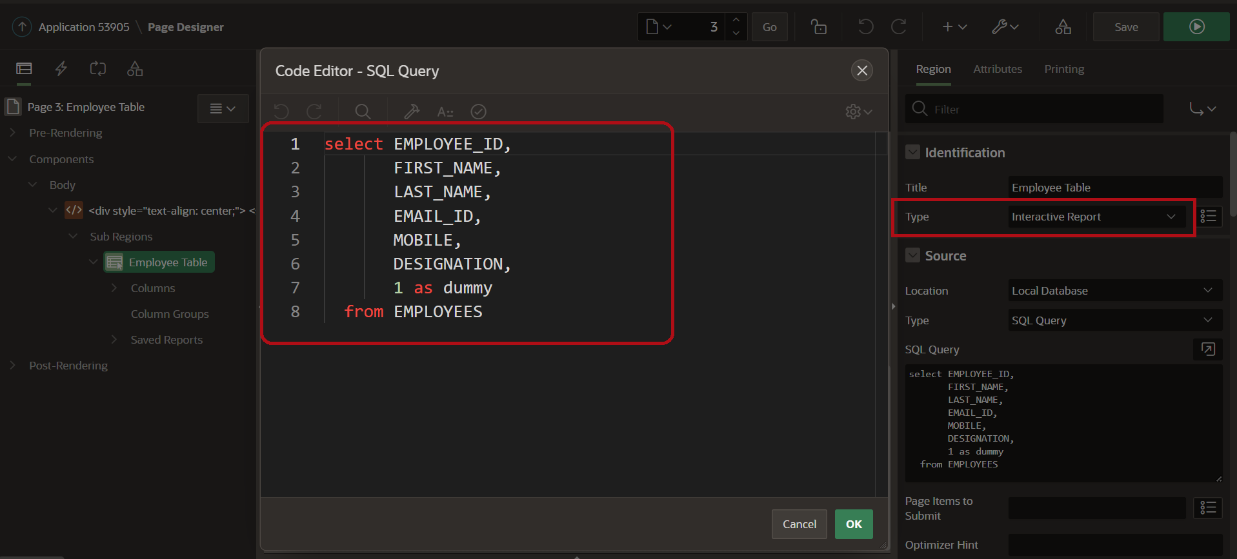 Application 53905 \ Page Designer
3
Go
Save
Page 3: Employee Table
Pre-Rendering
Components
Body
</> <div style="text-align: center;"> <
Sub Regions
Employee Table
Columns
Column Groups
Saved Reports
Post-Rendering
Code Editor - SQL Query
A::
1 select EMPLOYEE_ID,
2 FIRST_NAME,
3 LAST_NAME,
4 EMAIL_ID,
5 MOBILE,
6 DESIGNATION,
7 1 as dummy
8 from EMPLOYEES
Cancel
OK
Region Attributes Printing
Filter
Identification
Title Employee Table
Type Interactive Report
Source
Location Local Database
Type SQL Query
SQL Query
select EMPLOYEE_ID,
FIRST_NAME,
LAST_NAME,
EMAIL_ID,
MOBILE,
DESIGNATION,
1 as dummy
from EMPLOYEES
Page Items to
Submit
Optimizer Hint